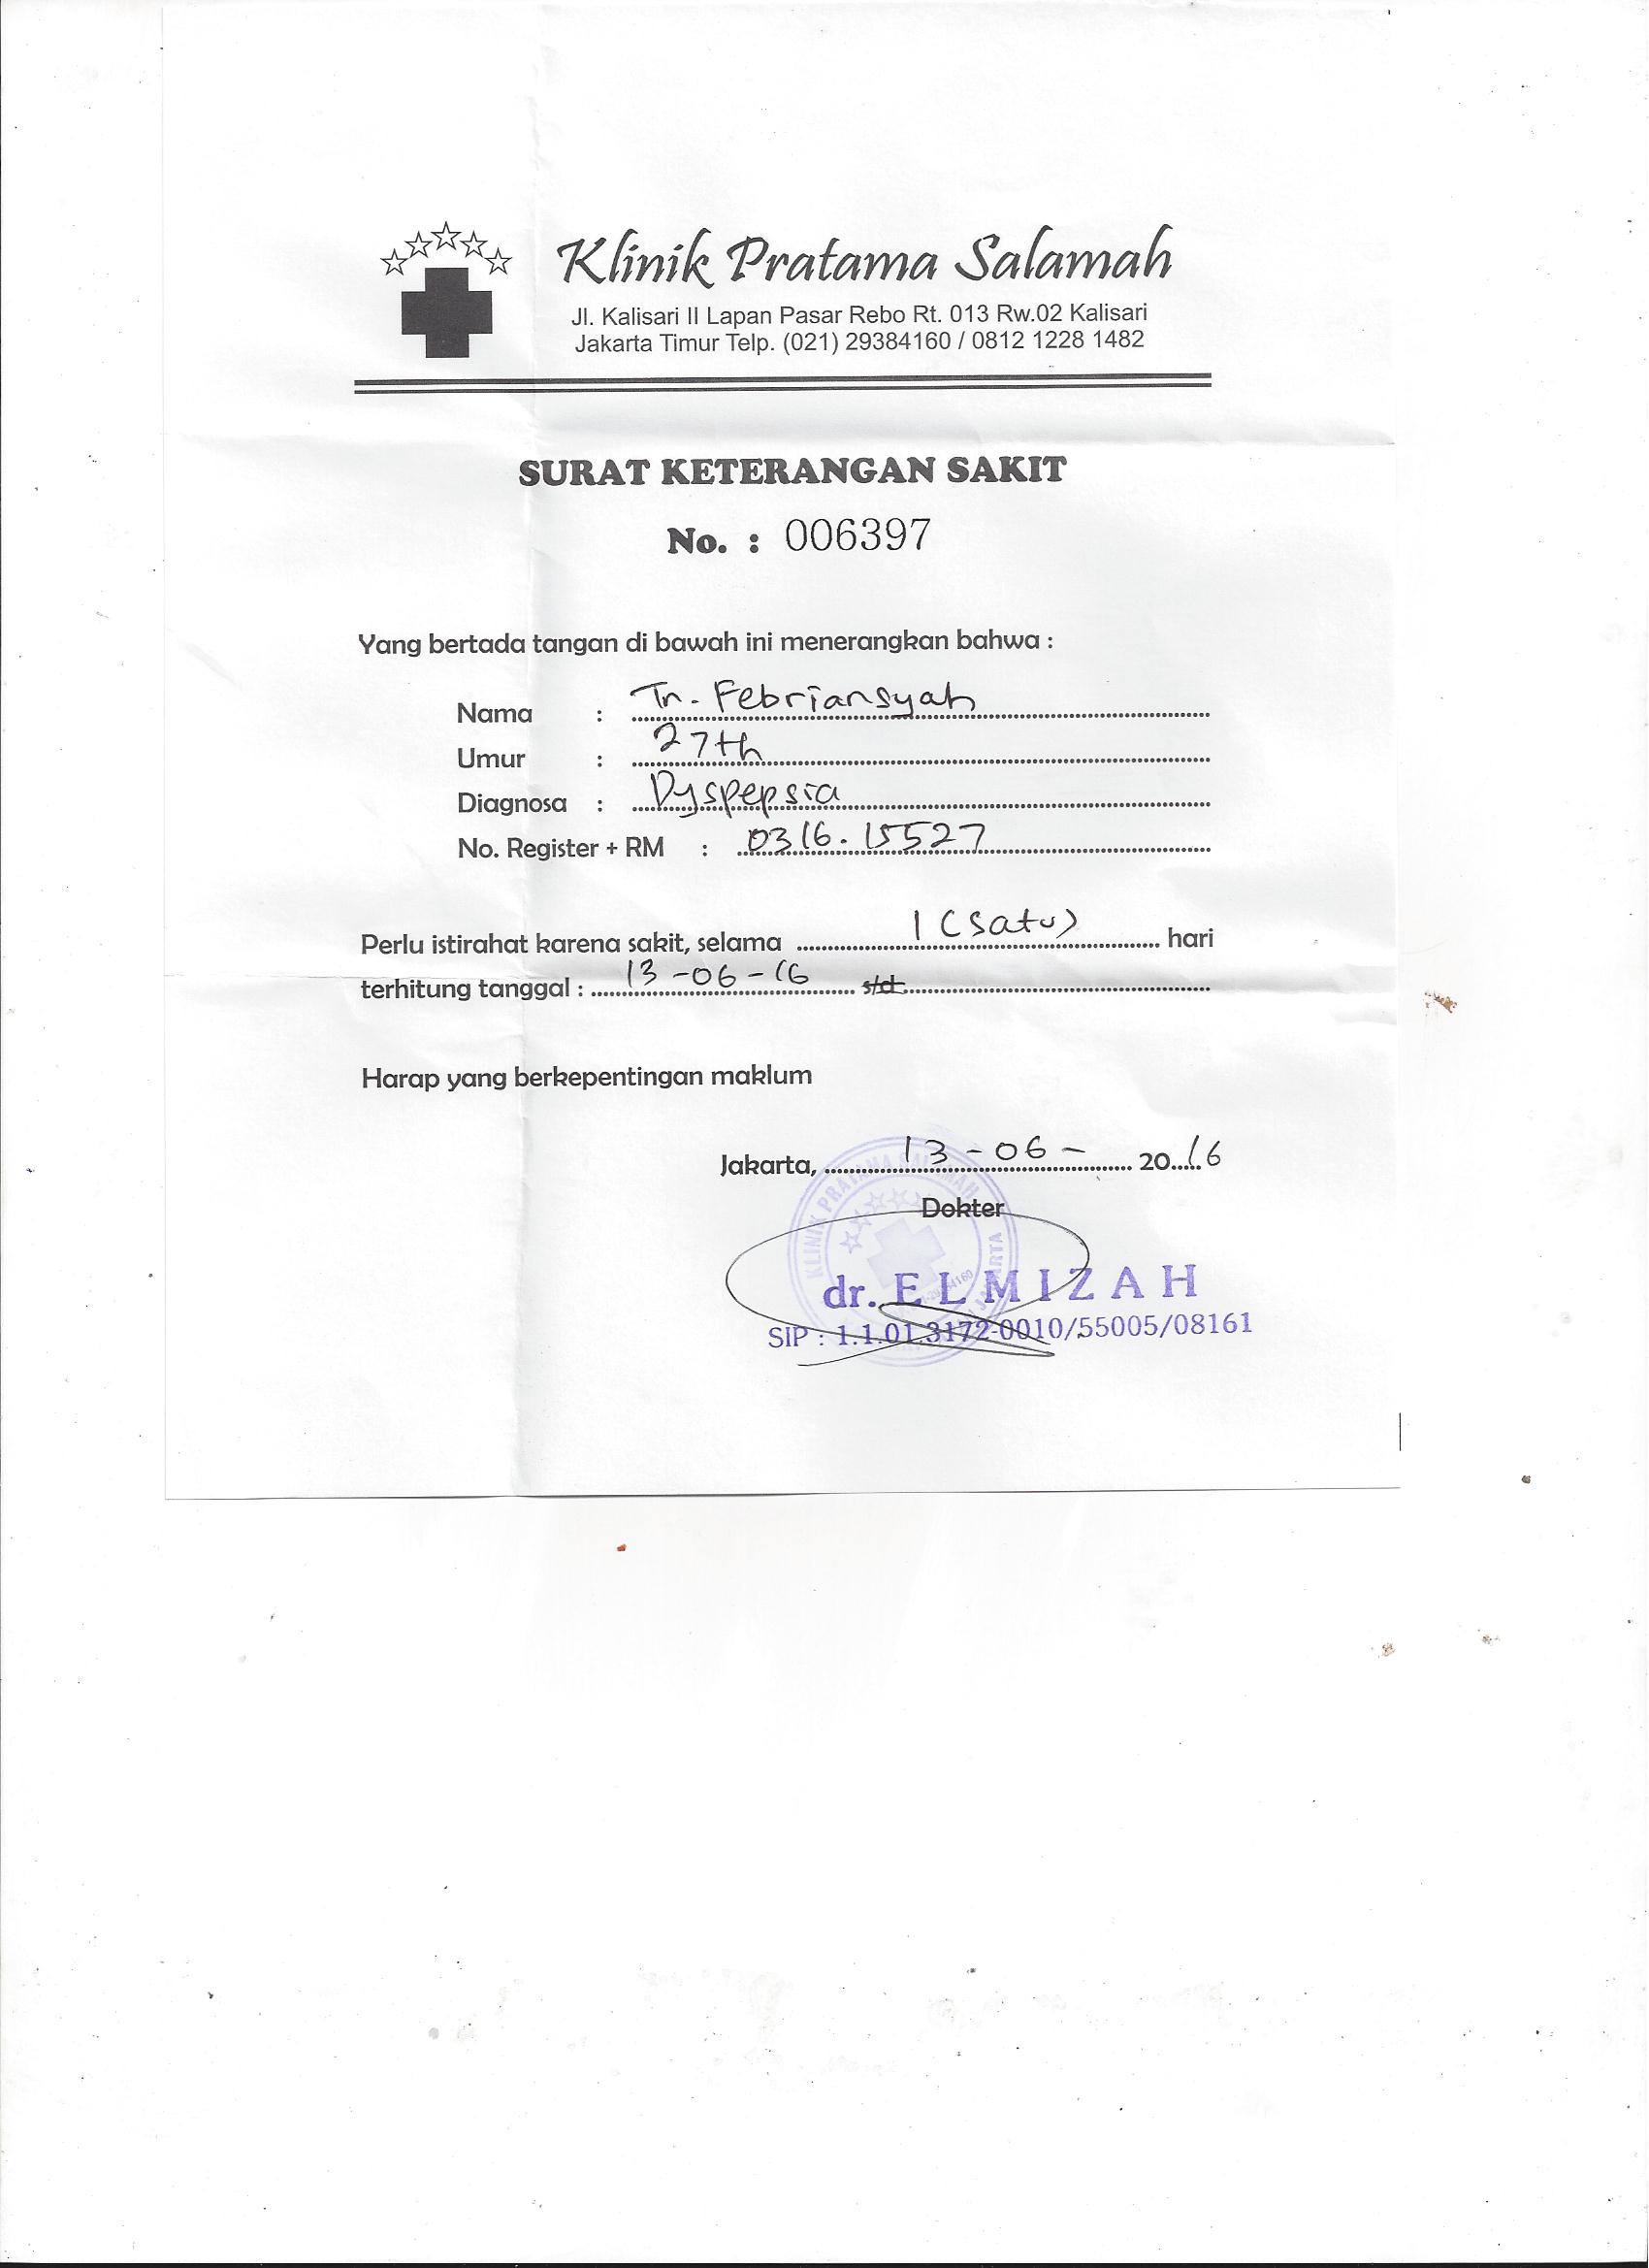 Klinik Pratama Salamah
Jl. Kalisari II Lapan Pasar Rebo Rt. 013 Rw.02 Kalisari
Jakarta Timur Telp. (021) 29384160 / 0812 1228 1482
SURAT KETERANGAN SAKIT
No. : 006397
Yang bertada tangan di bawah ini menerangkan bahwa :
Nama : Tn. Febriansyah
Umur : 27th
Diagnosa : Dyspepsia
No. Register + RM : 0316.15527
Perlu istirahat karena sakit, selama 1 (Satu) hari
terhitung tanggal : 13-06-16 s/d
Harap yang berkepentingan maklum
Jakarta, 13-06- 2016
Dokter
KLINIK PRATAMA SALAMAH
dr. ELMIZAH
SIP : 1.1.01.3172-0010/55005/08161